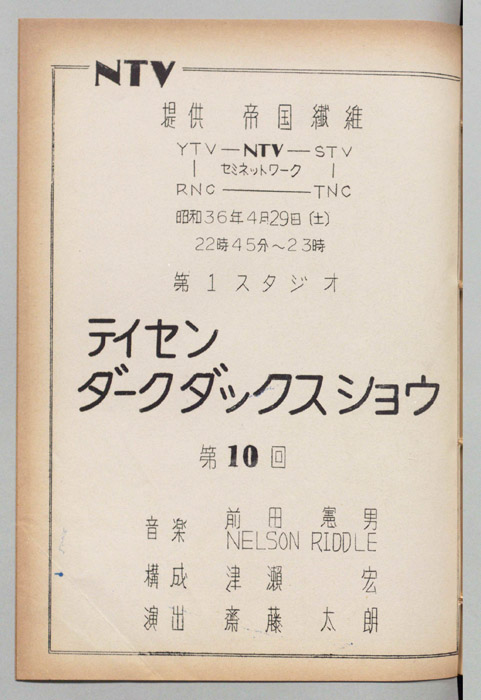 NTV
提供 帝国繊維
YTV—NTV—STV
| セミネットワーク |
RNC———TNC
昭和36年4月29日(土)
22時45分~23時
第1スタジオ
テイセン
ダークダックスショウ
第10回
音楽 前田憲男
NELSON RIDDLE
構成 津瀬宏
演出 齋藤太朗